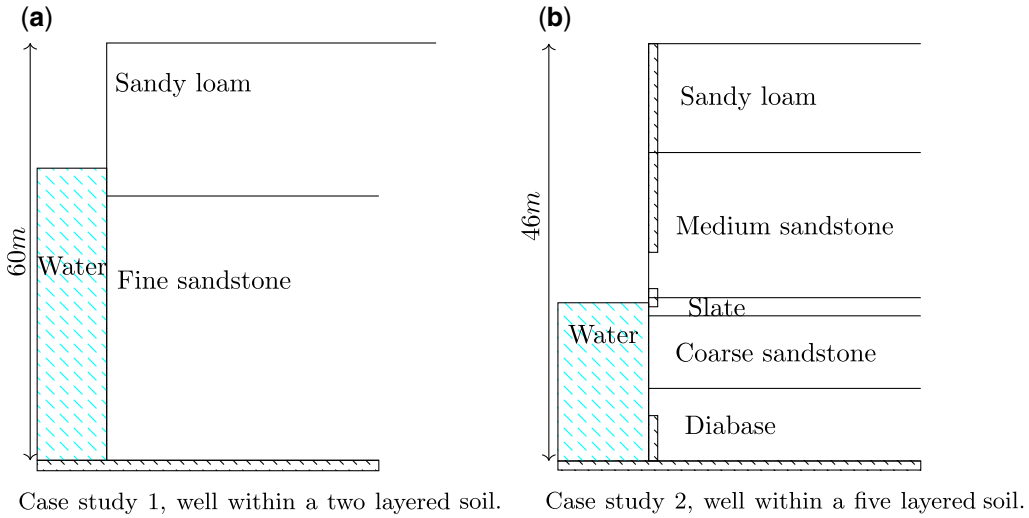 (a)
Sandy loam
60m
Water
Fine sandstone
Case study 1, well within a two layered soil.
(b)
Sandy loam
46m
Medium sandstone
Slate
Water
Coarse sandstone
Diabase
Case study 2, well within a five layered soil.